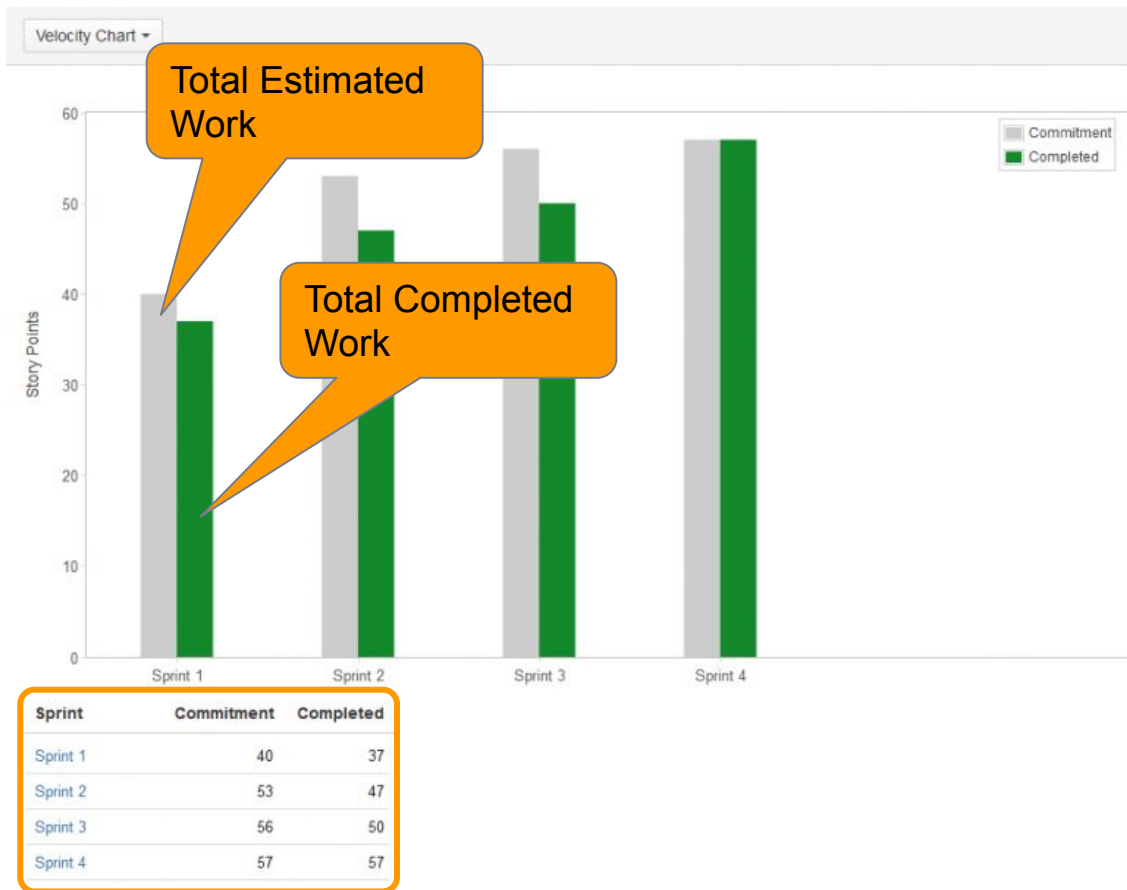 Velocity Chart
Total Estimated
Work
60
50
40
30
20
10
0
Story Points
Commitment
Completed
Total Completed
Work
Sprint 1 Sprint 2 Sprint 3 Sprint 4
Sprint Commitment Completed
Sprint 1 40 37
Sprint 2 53 47
Sprint 3 56 50
Sprint 4 57 57